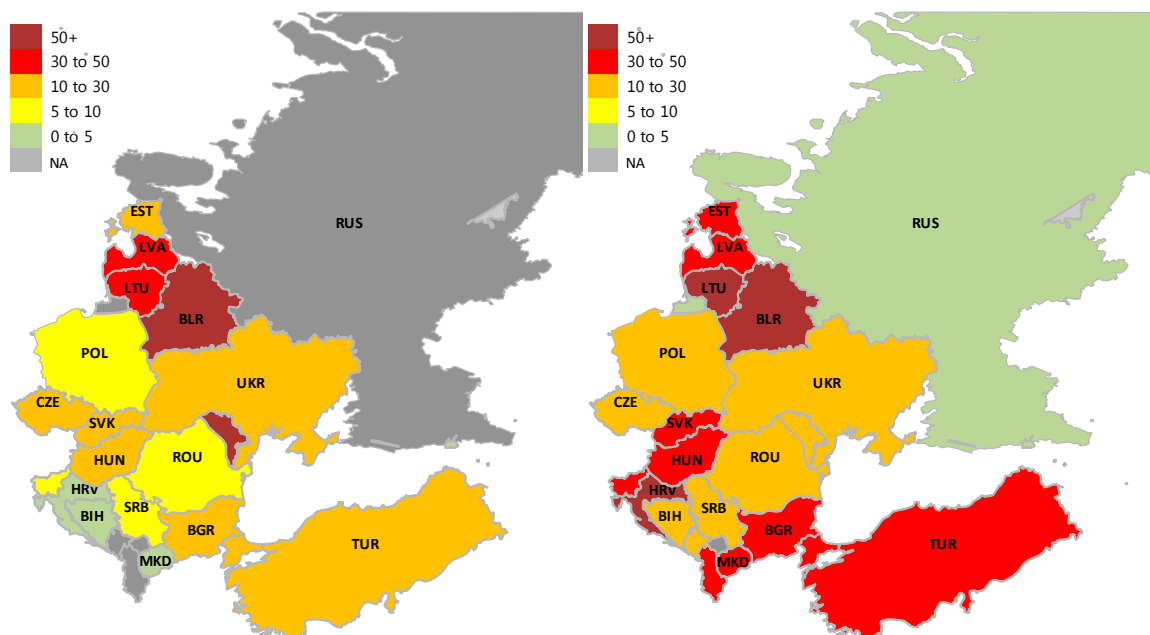 50+
30 to 50
10 to 30
5 to 10
0 to 5
NA
RUS
EST
LVA
LTU
BLR
POL
UKR
CZE
SVK
HUN
ROU
HRv
BIH
SRB
BGR
MKD
TUR
50+
30 to 50
10 to 30
5 to 10
0 to 5
NA
RUS
EST
LVA
LTU
BLR
POL
UKR
CZE
SVK
HUN
ROU
HRv
BIH
SRB
BGR
MKD
TUR